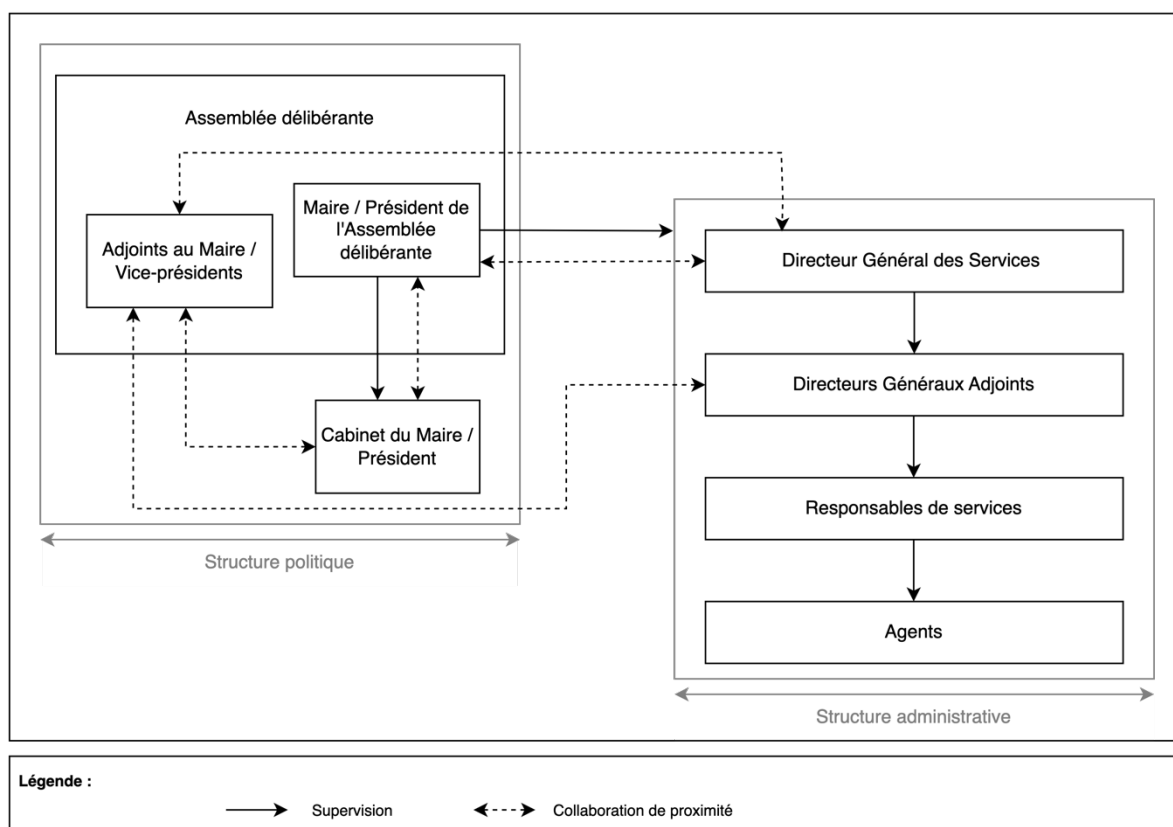 Assemblée délibérante
Adjoints au Maire /
Vice-présidents
Maire / Président de
l'Assemblée
délibérante
Cabinet du Maire /
Président
Structure politique
Directeur Général des Services
Directeurs Généraux Adjoints
Responsables de services
Agents
Structure administrative
Légende :
Supervision
Collaboration de proximité